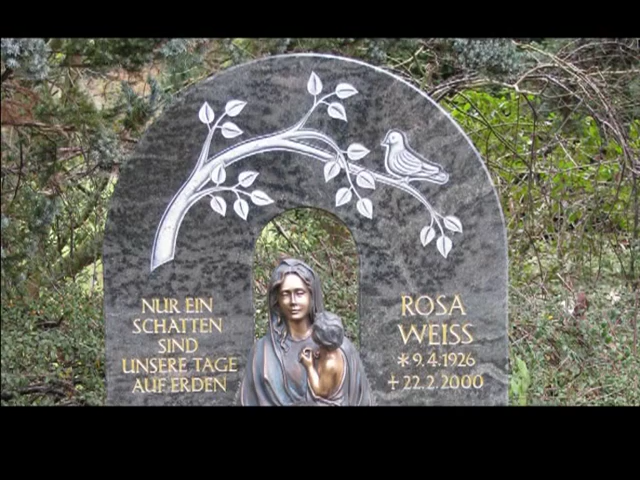 NUR EIN
SCHATTEN
SIND
UNSERE TAGE
AUF ERDEN
ROSA
WEISS
*9.4.1926
+22.2.2000